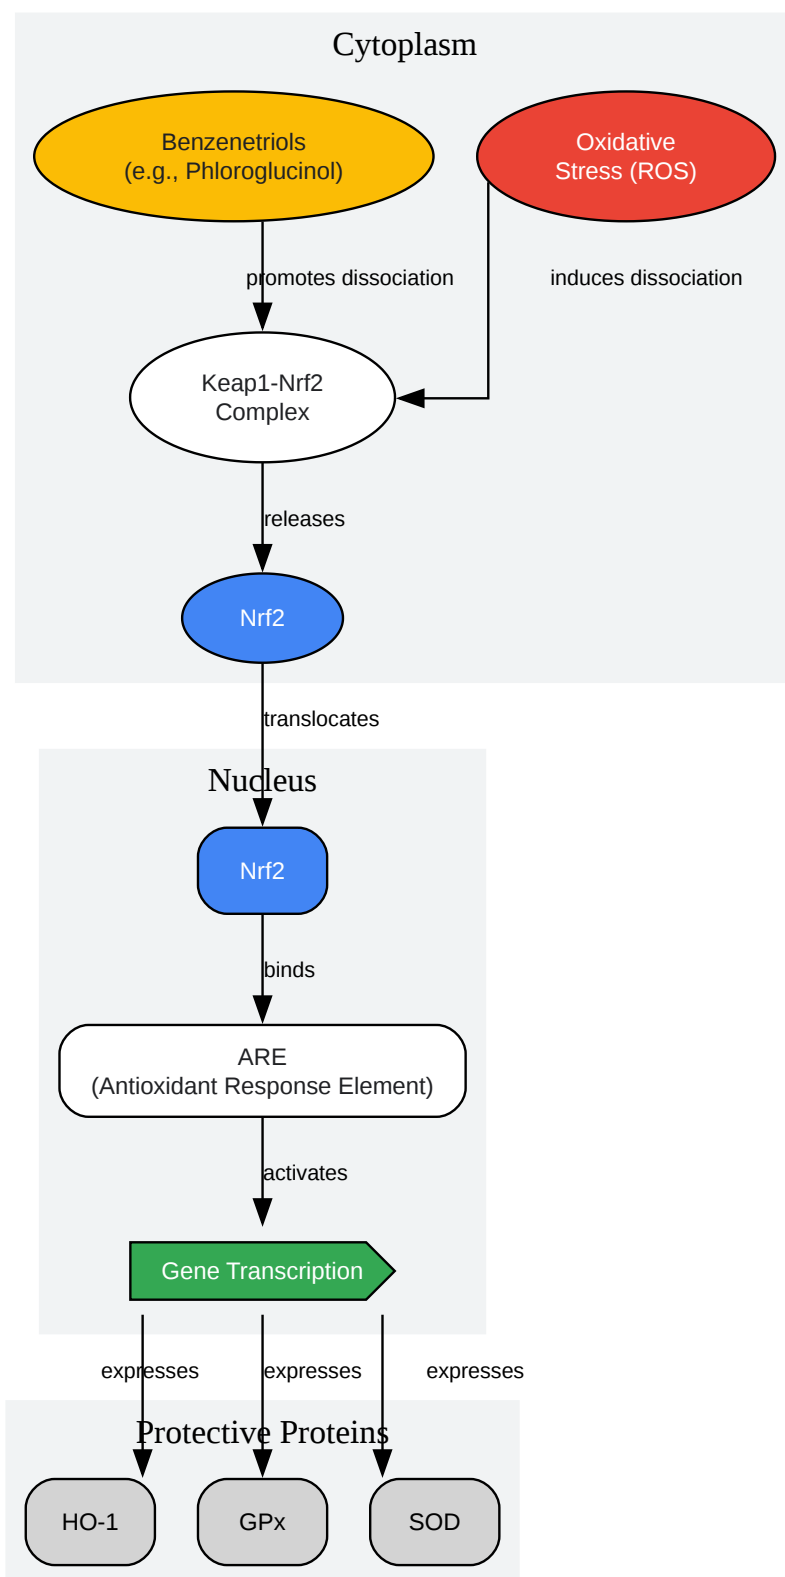 Cytoplasm
Benzenetriols
(e.g., Phloroglucinol)
Oxidative
Stress (ROS)
promotes dissociation
induces dissociation
Keap1-Nrf2
Complex
releases
Nrf2
translocates
Nucleus
Nrf2
binds
ARE
(Antioxidant Response Element)
activates
Gene Transcription
expresses
expresses
expresses
Protective Proteins
HO-1
GPx
SOD